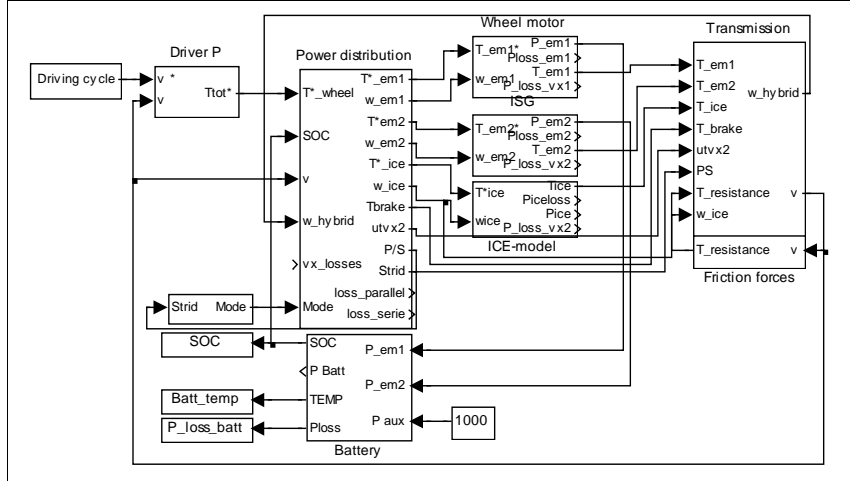 Wheel motor
Transmission
Driver P
Power distribution
Driving cycle
v *
v
Ttot*
T*_wheel
SOC
v
w_hybrid
vx_losses
Mode
T*_em1
w_em1
T*em2
w_em2
T*_ice
w_ice
Tbrake
utvx2
P/S
Strid
loss_parallel
loss_serie
T_em1*
w_em1
P_em1
Ploss_em1
T_em1
P_loss_vx1
ISG
T_em2*
w_em2
P_em2
Ploss_em2
T_em2
P_loss_vx2
T*ice
wice
Tice
Piceloss
Pice
P_loss_vx2
ICE-model
T_em1
T_em2
T_ice
T_brake
utvx2
PS
T_resistance
w_ice
w_hybrid
v
T_resistance
v
Friction forces
Strid
Mode
SOC
Batt_temp
P_loss_batt
SOC
P Batt
TEMP
Ploss
P_em1
P_em2
P aux
1000
Battery